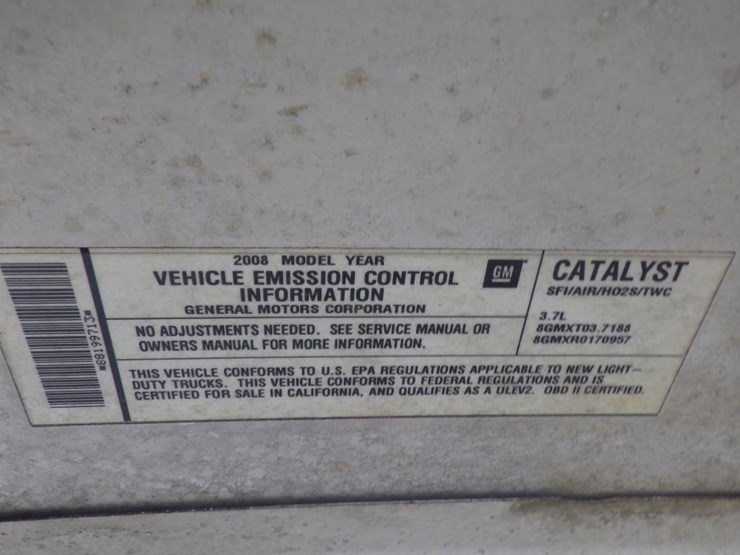 2008 MODEL YEAR
VEHICLE EMISSION CONTROL
INFORMATION
GENERAL MOTORS CORPORATION
GM
CATALYST
SFI/AIR/HO2S/TWC
3.7L
8GMXT03.7188
8GMXR0170957
NO ADJUSTMENTS NEEDED. SEE SERVICE MANUAL OR
OWNERS MANUAL FOR MORE INFORMATION.
THIS VEHICLE CONFORMS TO U.S. EPA REGULATIONS APPLICABLE TO NEW LIGHT-
DUTY TRUCKS. THIS VEHICLE CONFORMS TO FEDERAL REGULATIONS AND IS
CERTIFIED FOR SALE IN CALIFORNIA, AND QUALIFIES AS A ULEV2. OBD II CERTIFIED.
*88199713*